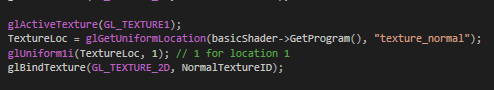 glActiveTexture(GL_TEXTURE1);
TextureLoc = glGetUniformLocation(basicShader->GetProgram(), "texture_normal");
glUniform1i(TextureLoc, 1); // 1 for location 1
glBindTexture(GL_TEXTURE_2D, NormalTextureID);